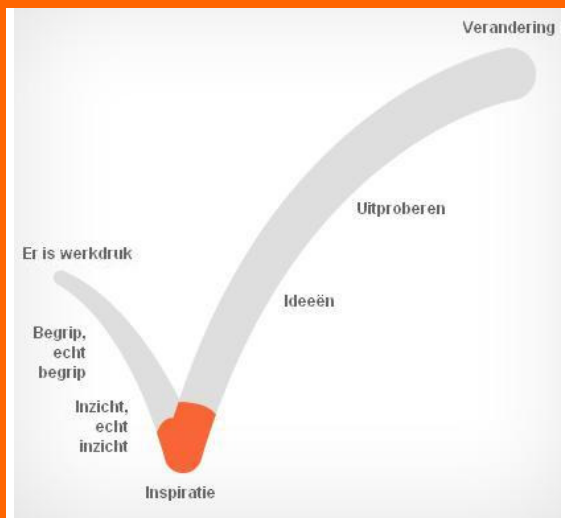 Verandering
Uitproberen
Er is werkdruk
Ideeën
Begrip,
echt
begrip
Inzicht,
echt
inzicht
Inspiratie